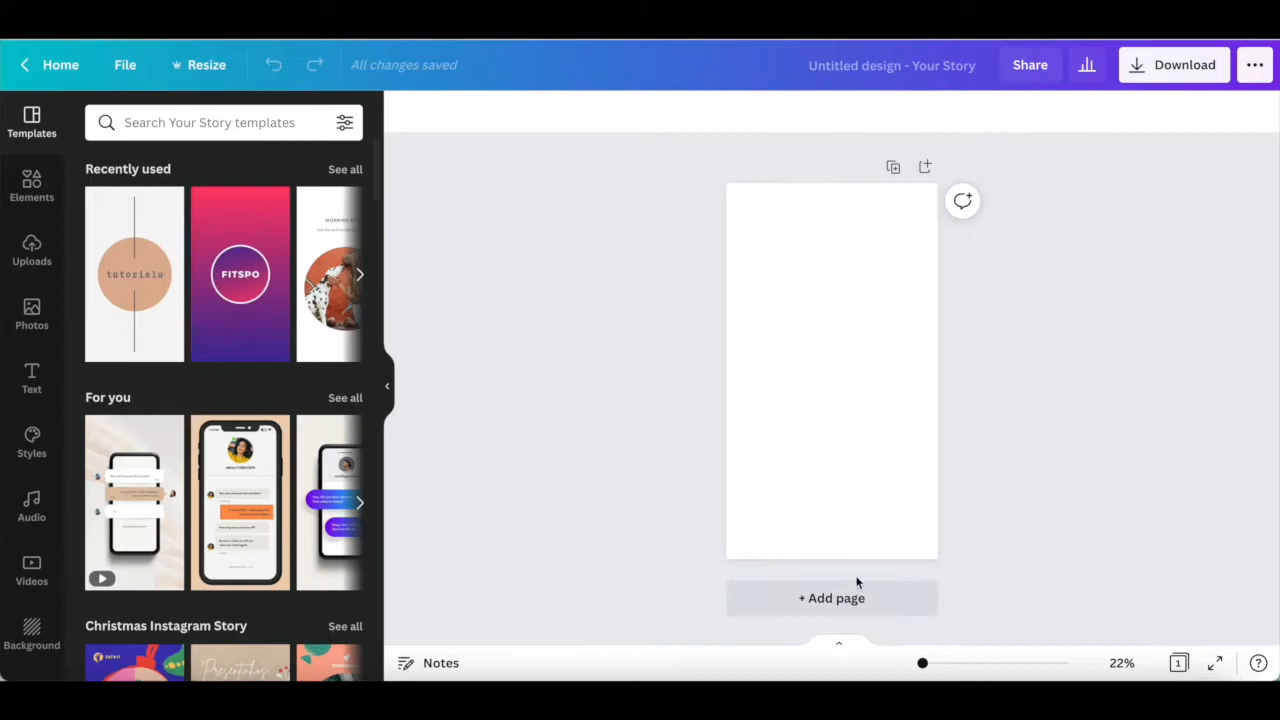 Home
File
Resize
All changes saved
Untitled design - Your Story
Share
Download
Templates
Elements
Uploads
Photos
Text
Styles
Audio
Videos
Background
Search Your Story templates
Recently used
See all
tutorials
FITSPO
For you
See all
Christmas Instagram Story
See all
+ Add page
Notes
22%
1